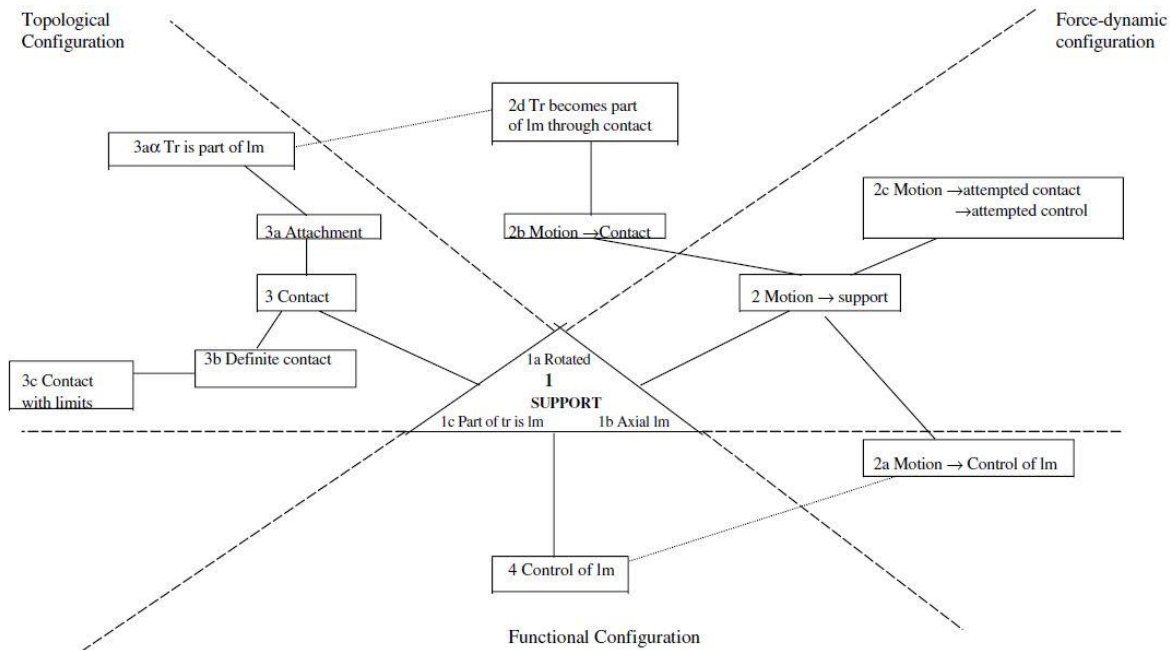 Topological
Configuration
Force-dynamic
configuration
2d Tr becomes part
of lm through contact
3aα Tr is part of lm
2c Motion →attempted contact
→attempted control
3a Attachment
2b Motion →Contact
3 Contact
2 Motion → support
3b Definite contact
3c Contact
with limits
1a Rotated
1
SUPPORT
1c Part of tr is lm
1b Axial lm
2a Motion → Control of lm
4 Control of lm
Functional Configuration